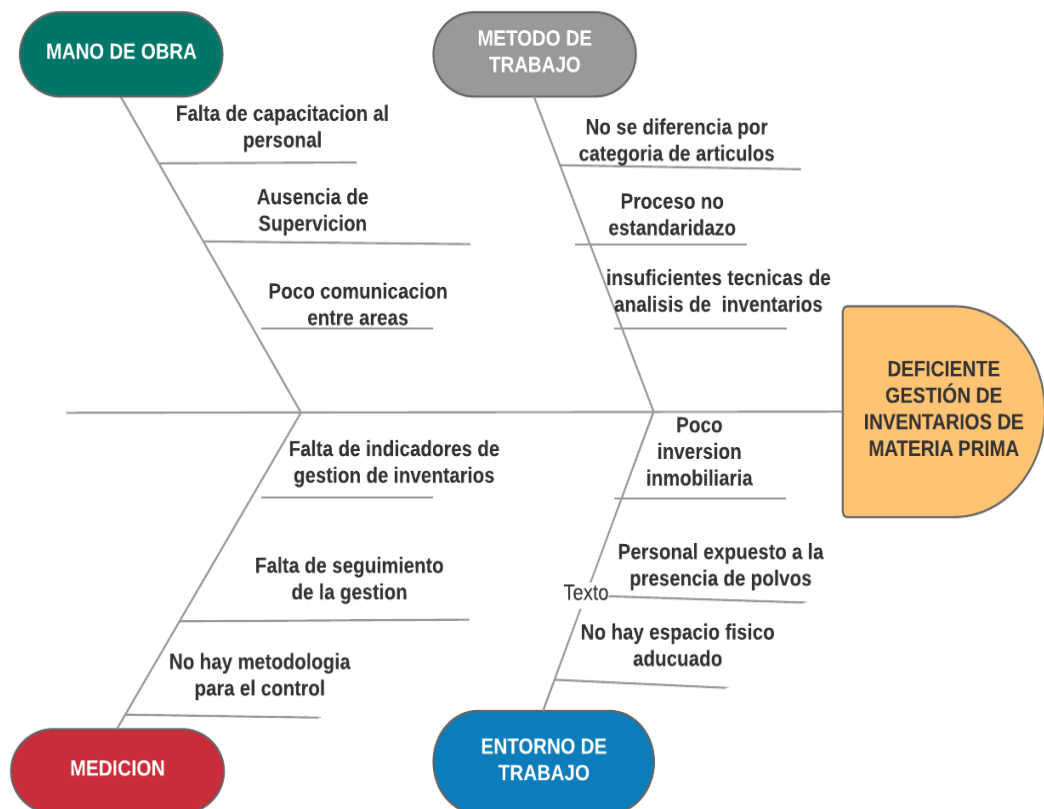 MANO DE OBRA
METODO DE
TRABAJO
Falta de capacitacion al
personal
Ausencia de
Supervicion
Poco comunicacion
entre areas
No se diferencia por
categoria de articulos
Proceso no
estandaridazo
insuficientes tecnicas de
analisis de inventarios
DEFICIENTE
GESTIÓN DE
INVENTARIOS DE
MATERIA PRIMA
Falta de indicadores de
gestion de inventarios
Falta de seguimiento
de la gestion
No hay metodologia
para el control
Poco
inversion
inmobiliaria
Personal expuesto a la
presencia de polvos
Texto
No hay espacio fisico
aducuado
MEDICION
ENTORNO DE
TRABAJO